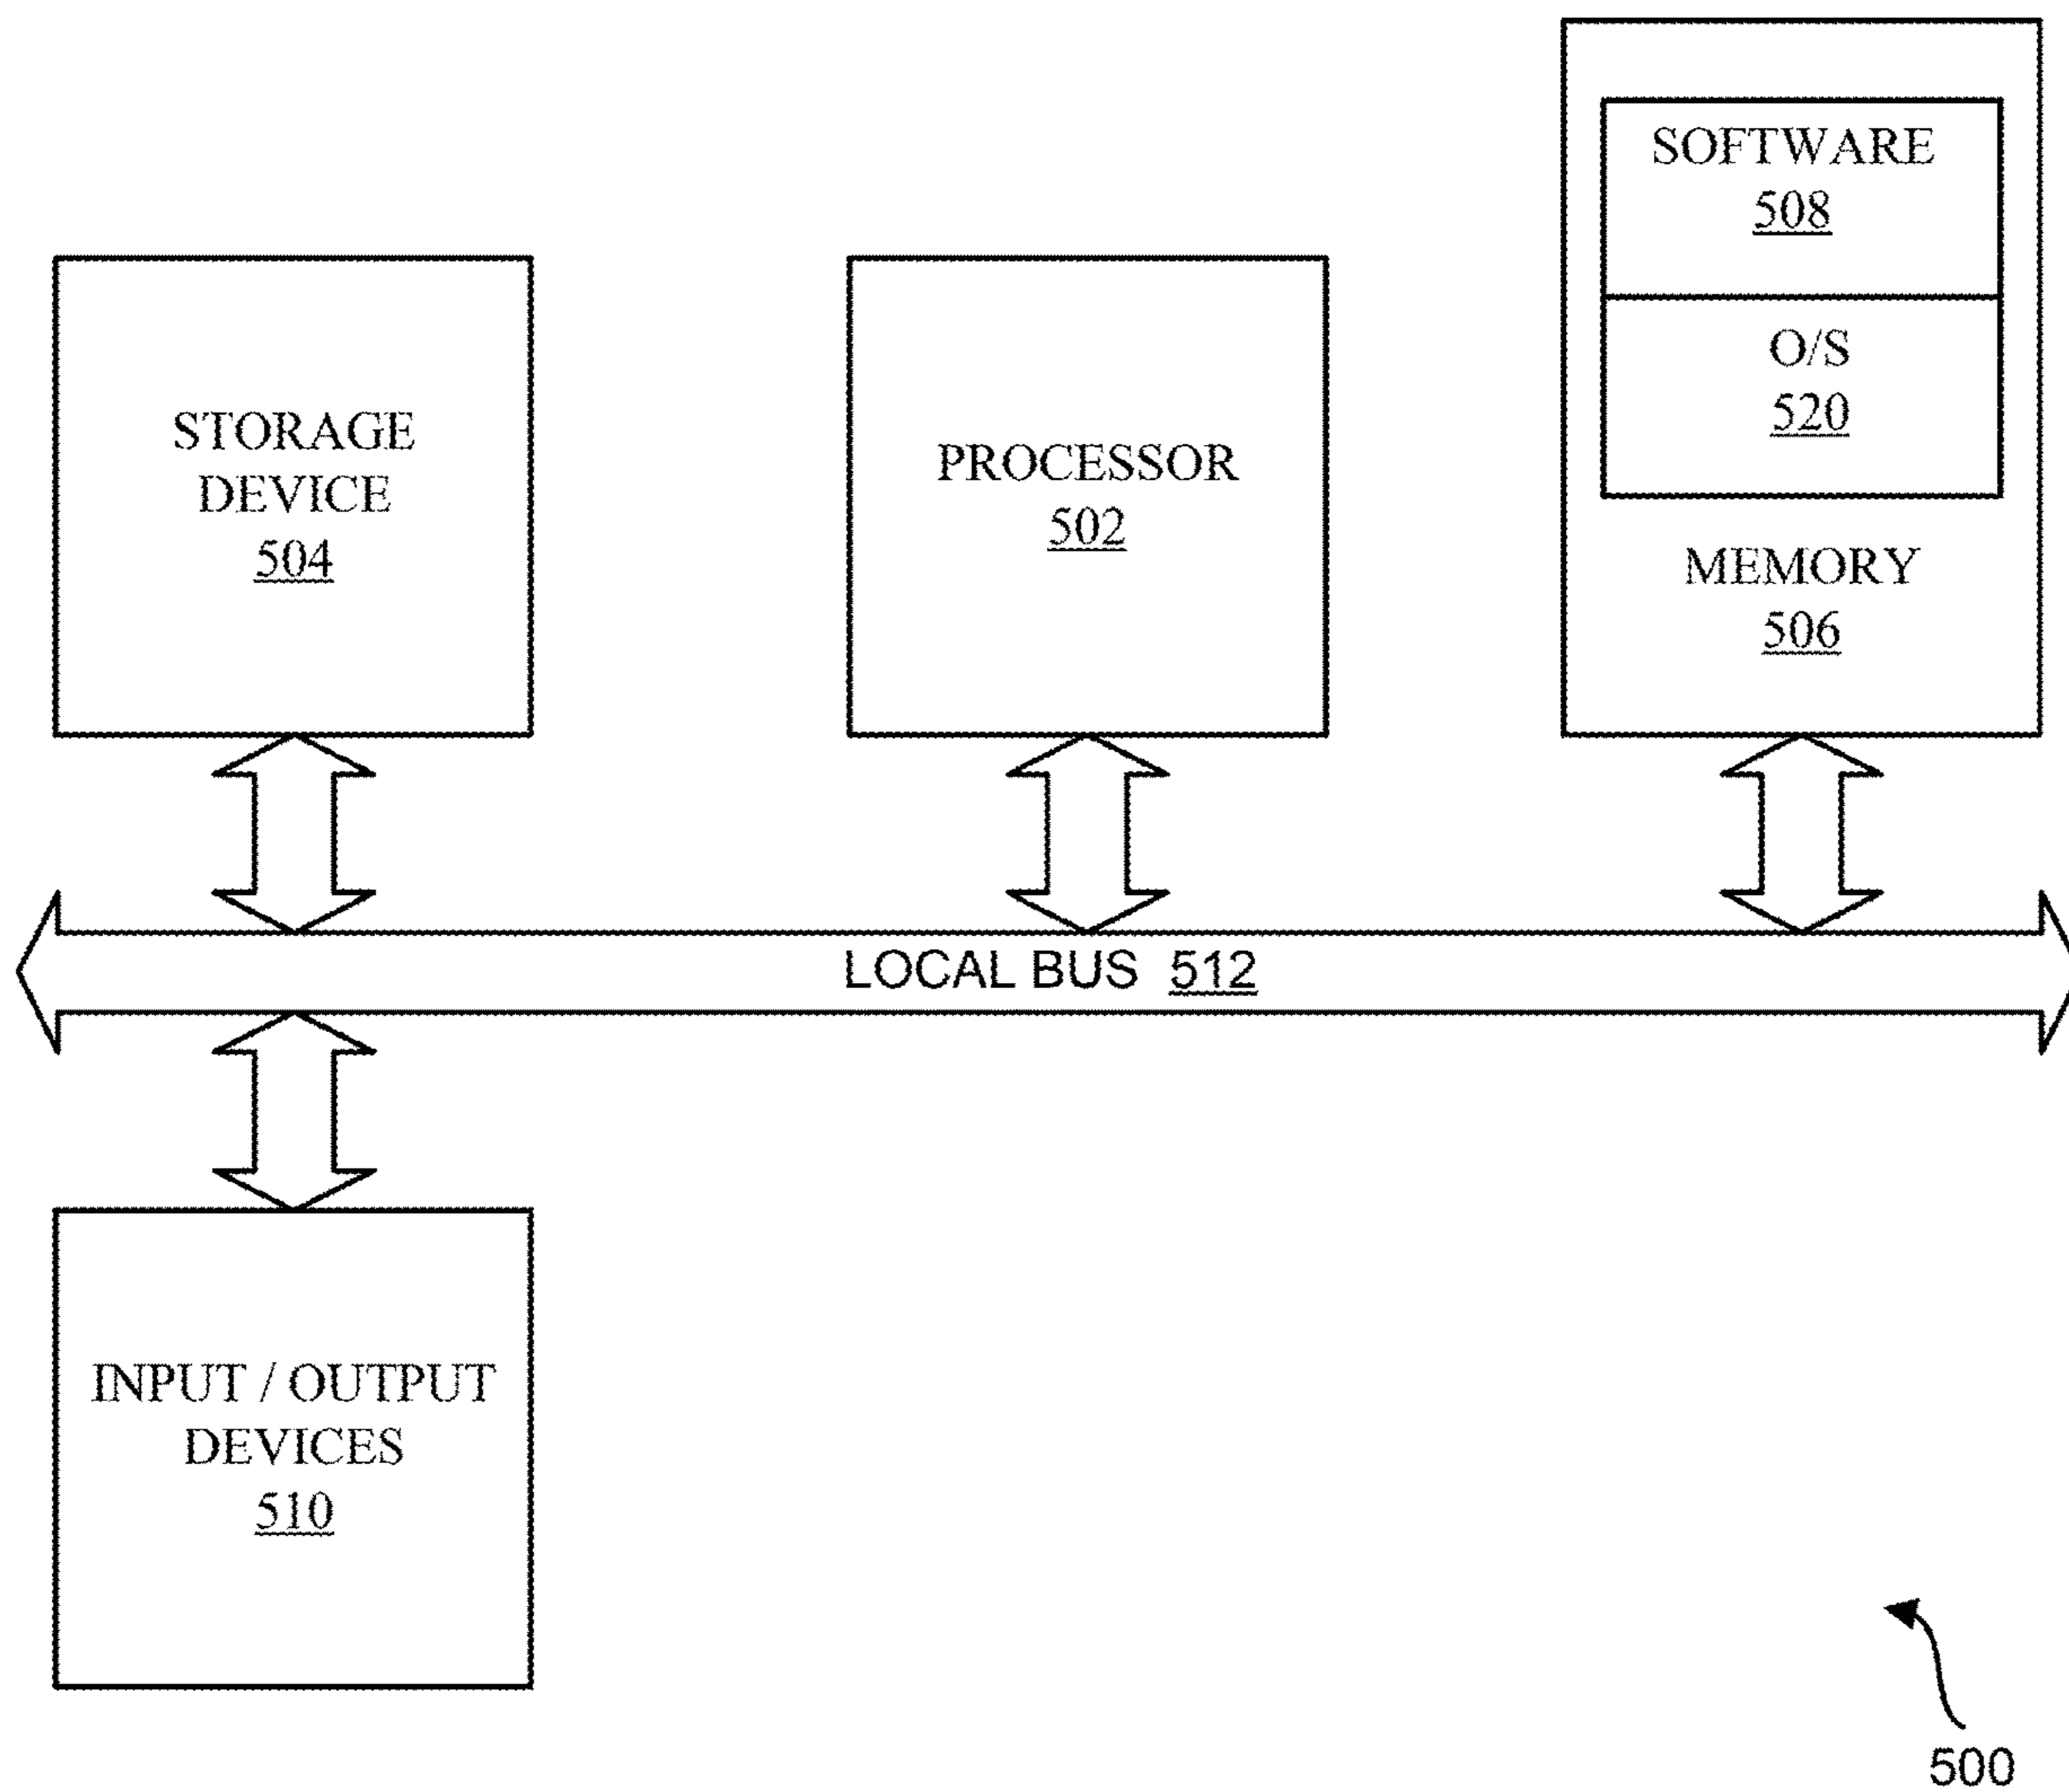 SOFTWARE
508
O/S
520
MEMORY
506
STORAGE
DEVICE
504
PROCESSOR
502
LOCAL BUS 512
INPUT / OUTPUT
DEVICES
510
500